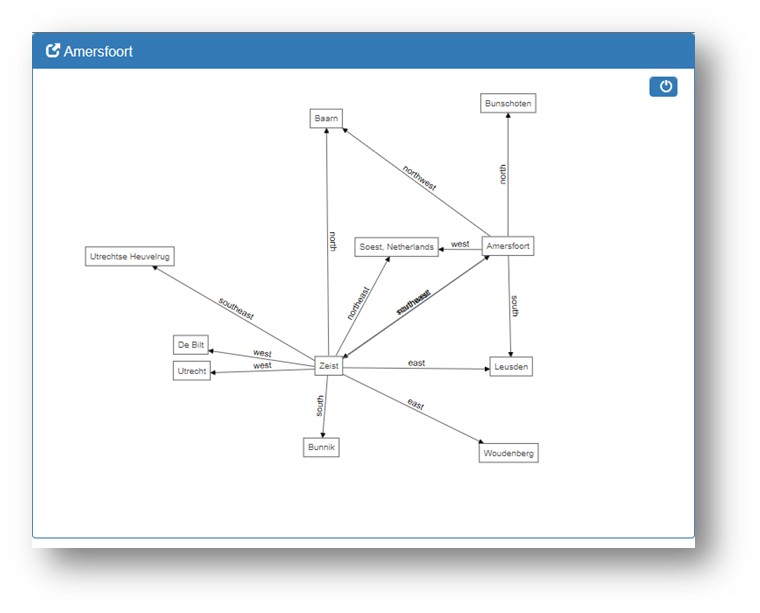 Amersfoort
Bunschoten
Baarn
northwest
north
north
Soest, Netherlands
west
Amersfoort
Utrechtse Heuvelrug
southeast
northeast
south
De Bilt
west
Utrecht
west
Zeist
east
Leusden
south
east
Bunnik
Woudenberg